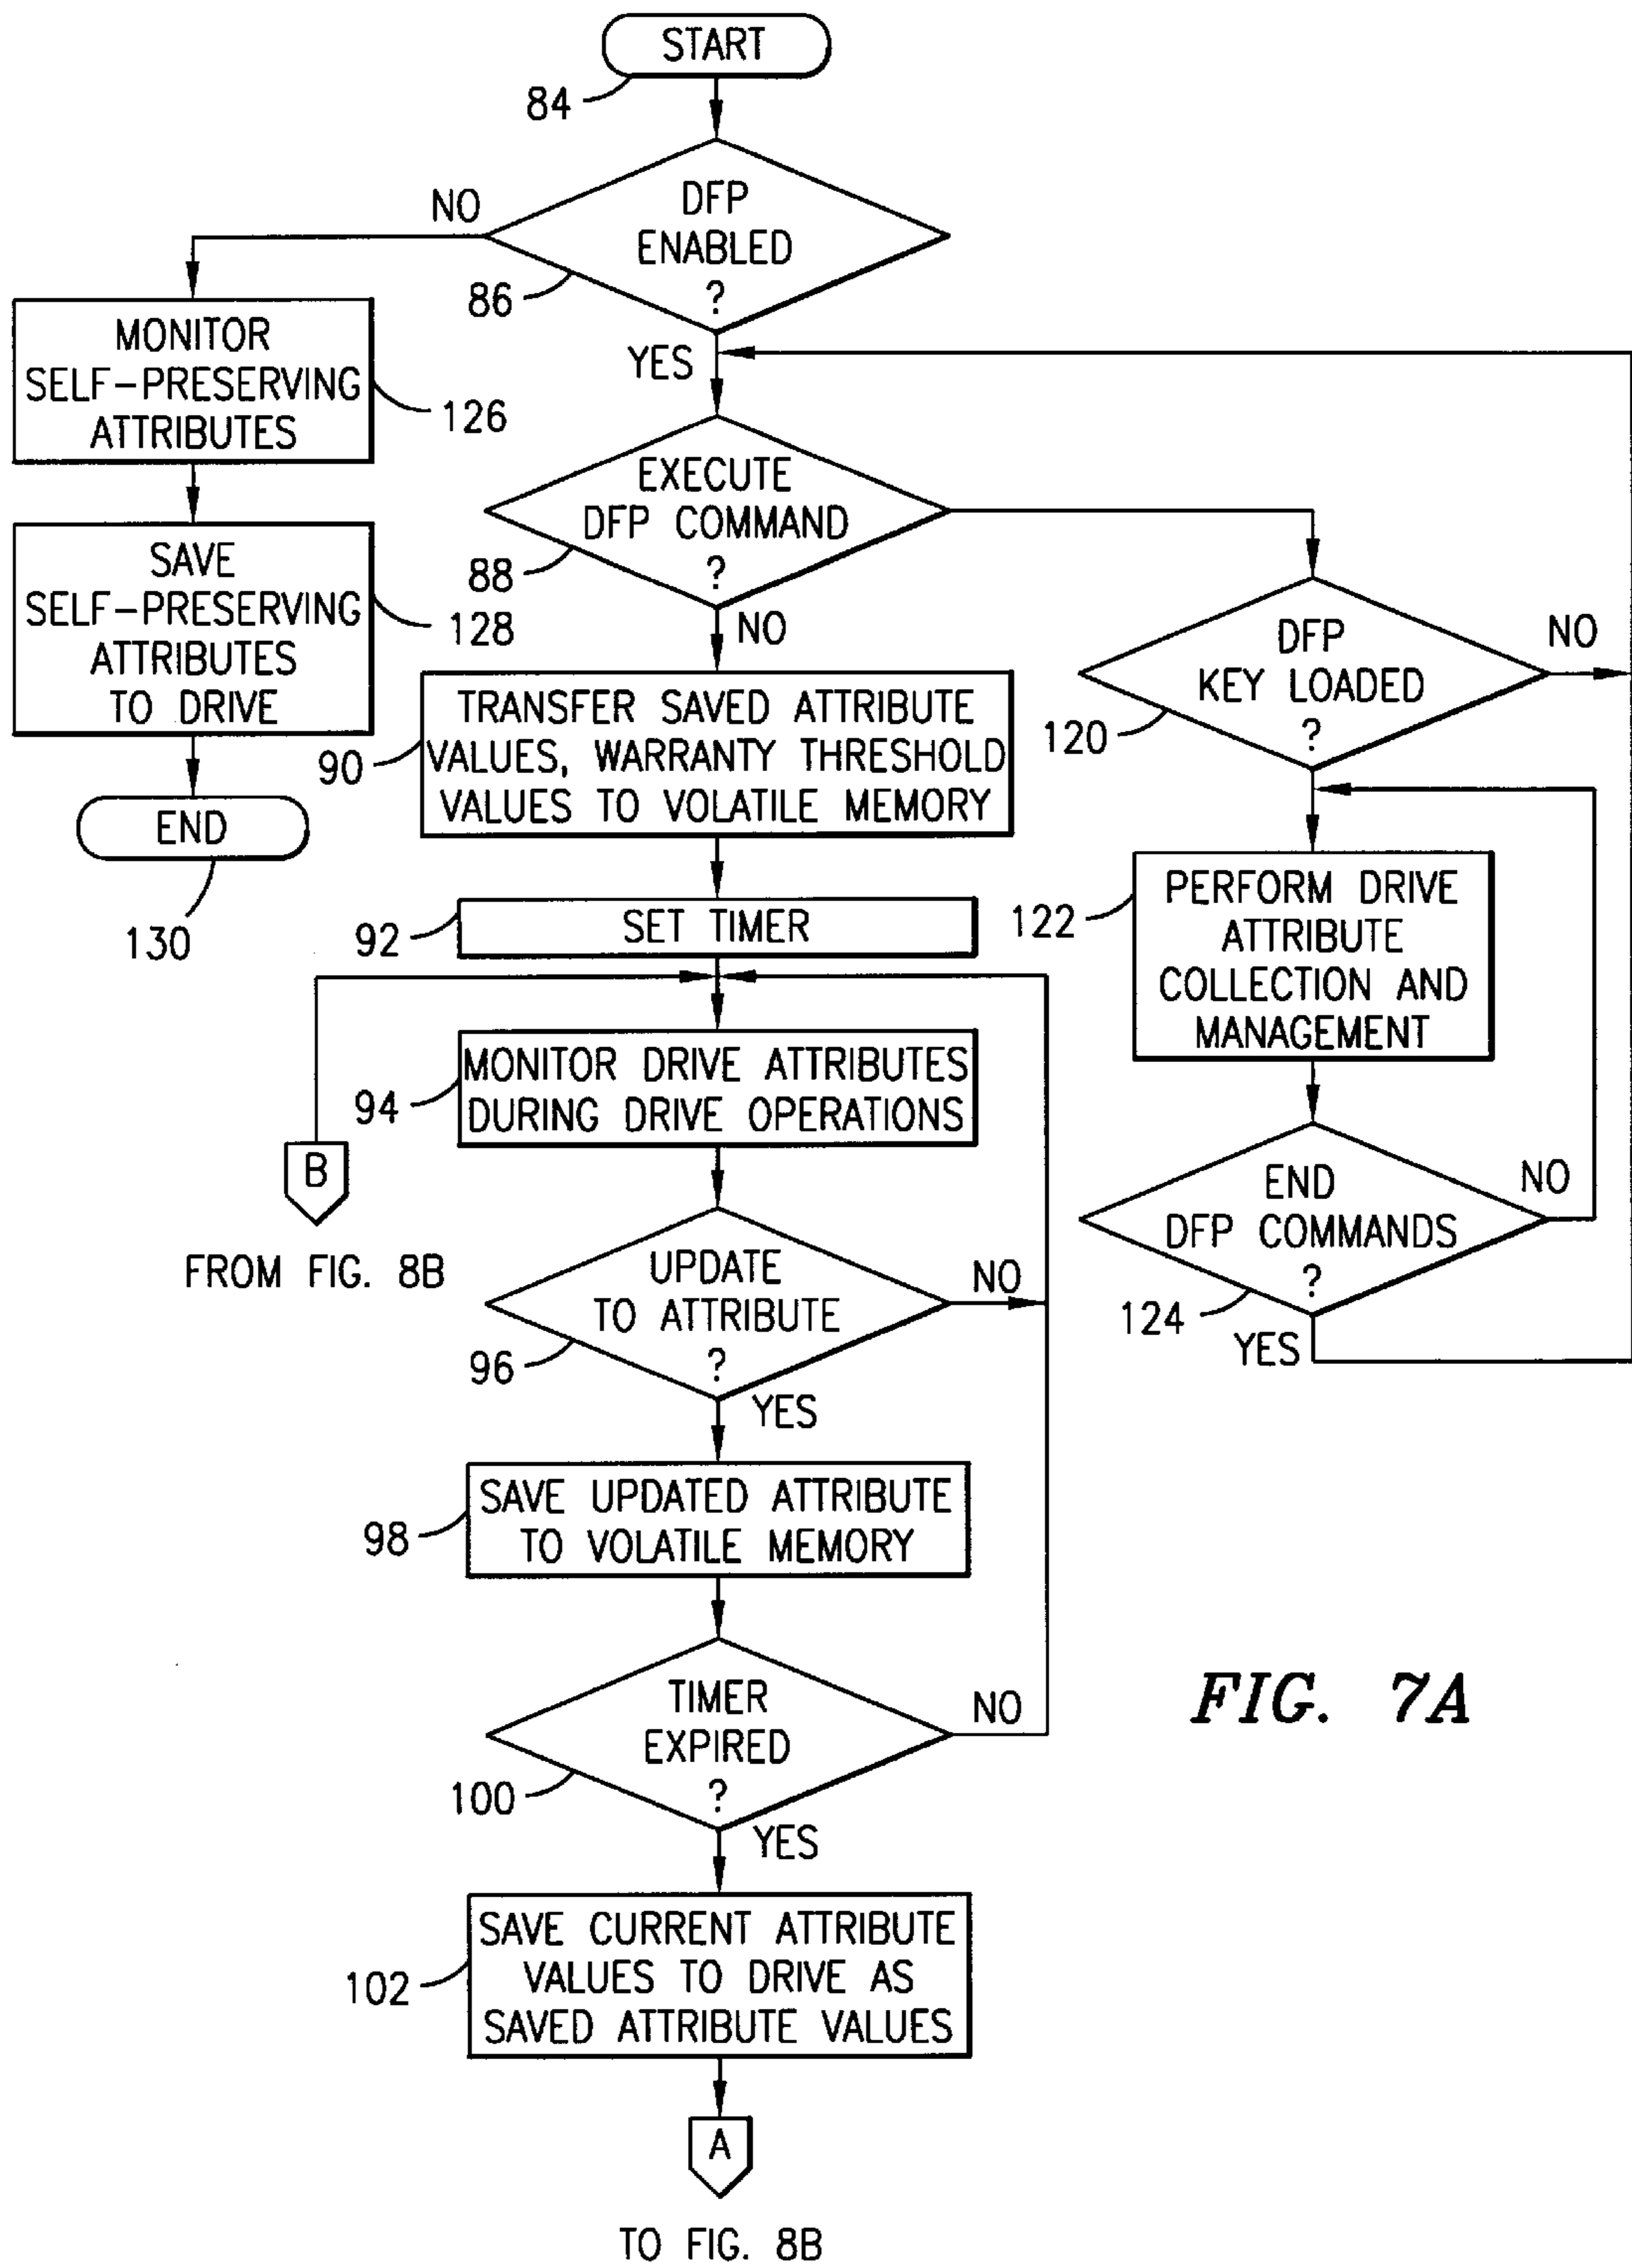 START
84
DFP
ENABLED
?
86
NO
YES
MONITOR
SELF-PRESERVING
ATTRIBUTES
126
SAVE
SELF-PRESERVING
ATTRIBUTES
TO DRIVE
128
END
130
EXECUTE
DFP COMMAND
?
88
NO
TRANSFER SAVED ATTRIBUTE
VALUES, WARRANTY THRESHOLD
VALUES TO VOLATILE MEMORY
90
SET TIMER
92
MONITOR DRIVE ATTRIBUTES
DURING DRIVE OPERATIONS
94
B
FROM FIG. 8B
UPDATE
TO ATTRIBUTE
?
96
NO
YES
SAVE UPDATED ATTRIBUTE
TO VOLATILE MEMORY
98
TIMER
EXPIRED
?
100
NO
YES
SAVE CURRENT ATTRIBUTE
VALUES TO DRIVE AS
SAVED ATTRIBUTE VALUES
102
A
TO FIG. 8B
DFP
KEY LOADED
?
120
NO
PERFORM DRIVE
ATTRIBUTE
COLLECTION AND
MANAGEMENT
122
END
DFP COMMANDS
?
124
NO
YES
FIG. 7A